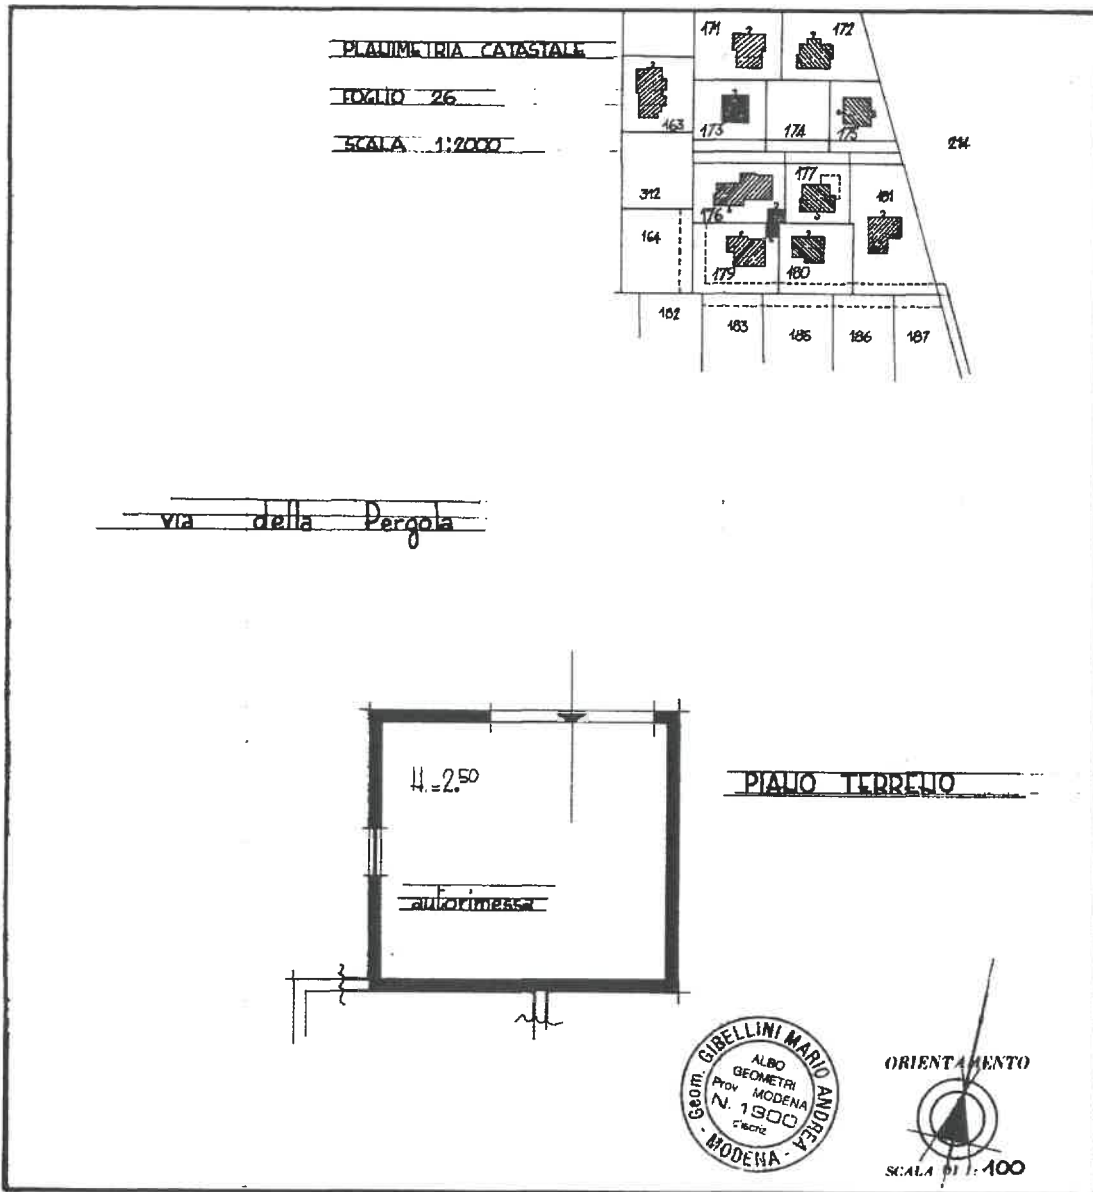 PLANIMETRIA CATASTALE
FOGLIO 26
SCALA 1:2000
171 172
163 173 174 175
214
312 176 177 181
164 179 180
182 183 185 186 187
via della Pergola
H.=2.50
PIANO TERRENO
autorimessa
Geom. GIBELLINI MARIO ANDREA
- MODENA -
ALBO
GEOMETRI
Prov MODENA
N. 1300
d'iscriz
ORIENTAMENTO
SCALA DI 1:100